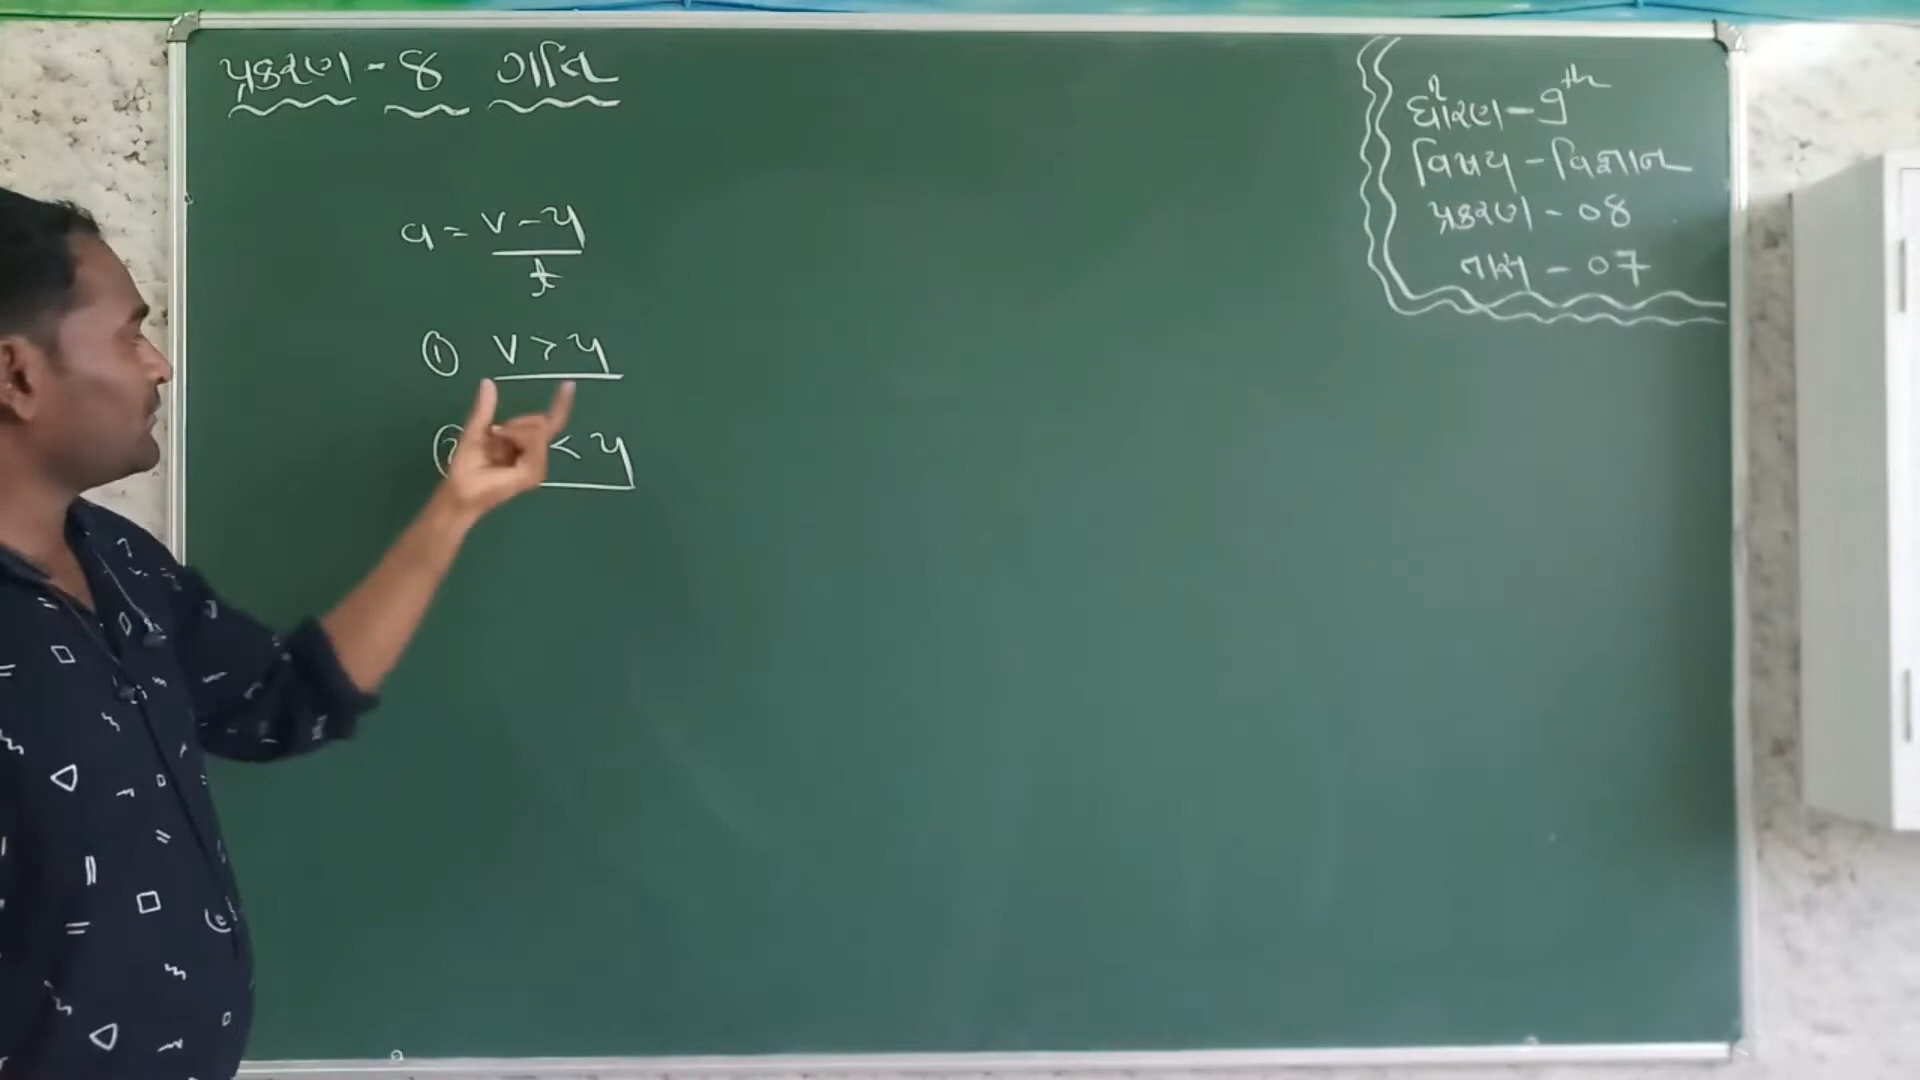 પ્રકરણ - 8 ગતિ
a = v - u
t
① v > u
② < u
ધોરણ - 9th
વિષય - વિજ્ઞાન
પ્રકરણ - 08
તાસ - 07